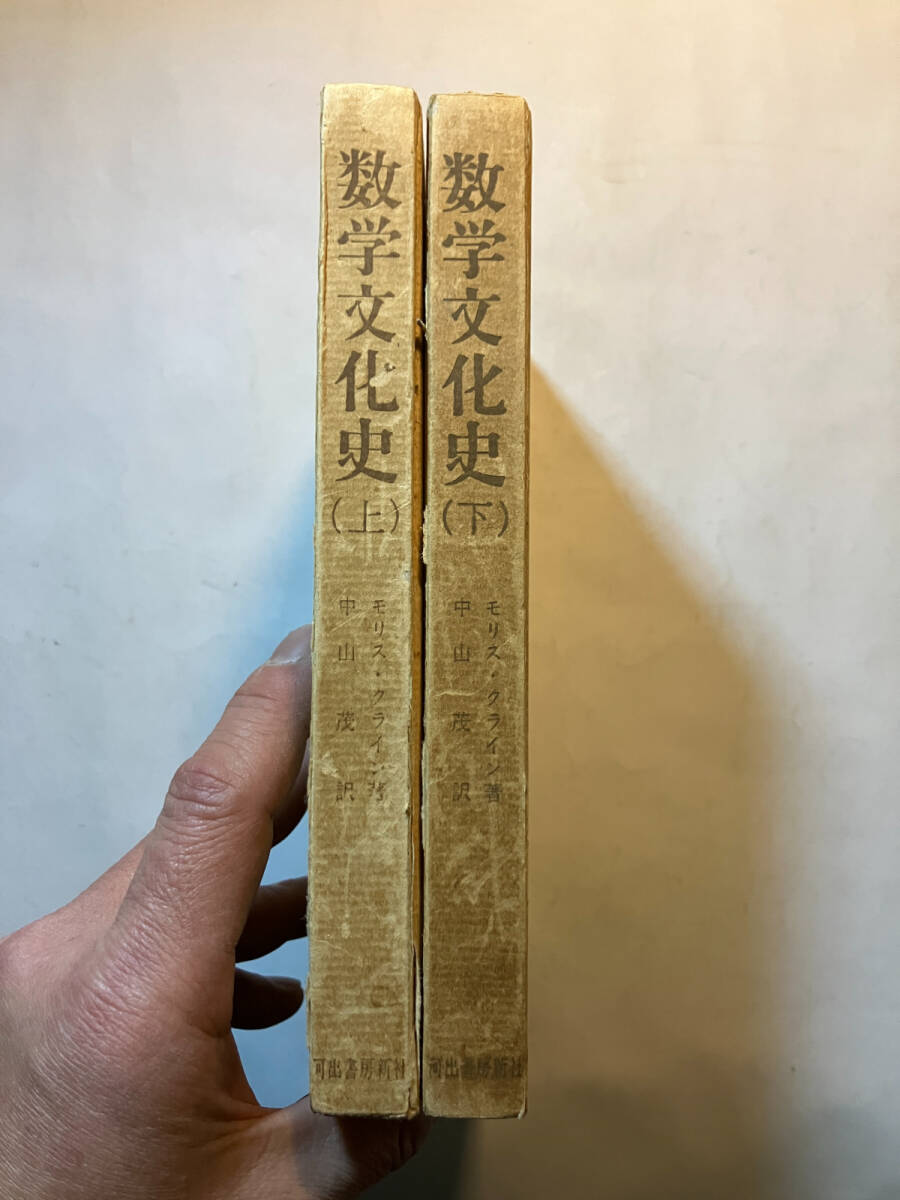 数学文化史(上)
モリス・クライン著
中山茂訳
河出書房新社
数学文化史(下)
モリス・クライン著
中山茂訳
河出書房新社